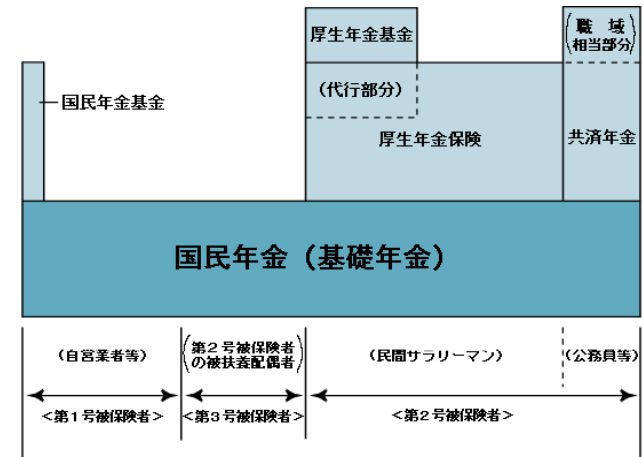 厚生年金基金
(職域
相当部分)
国民年金基金
(代行部分)
厚生年金保険
共済年金
国民年金(基礎年金)
(自営業者等)
(第2号被保険者
の被扶養配偶者)
(民間サラリーマン)
(公務員等)
<第1号被保険者>
<第3号被保険者>
<第2号被保険者>